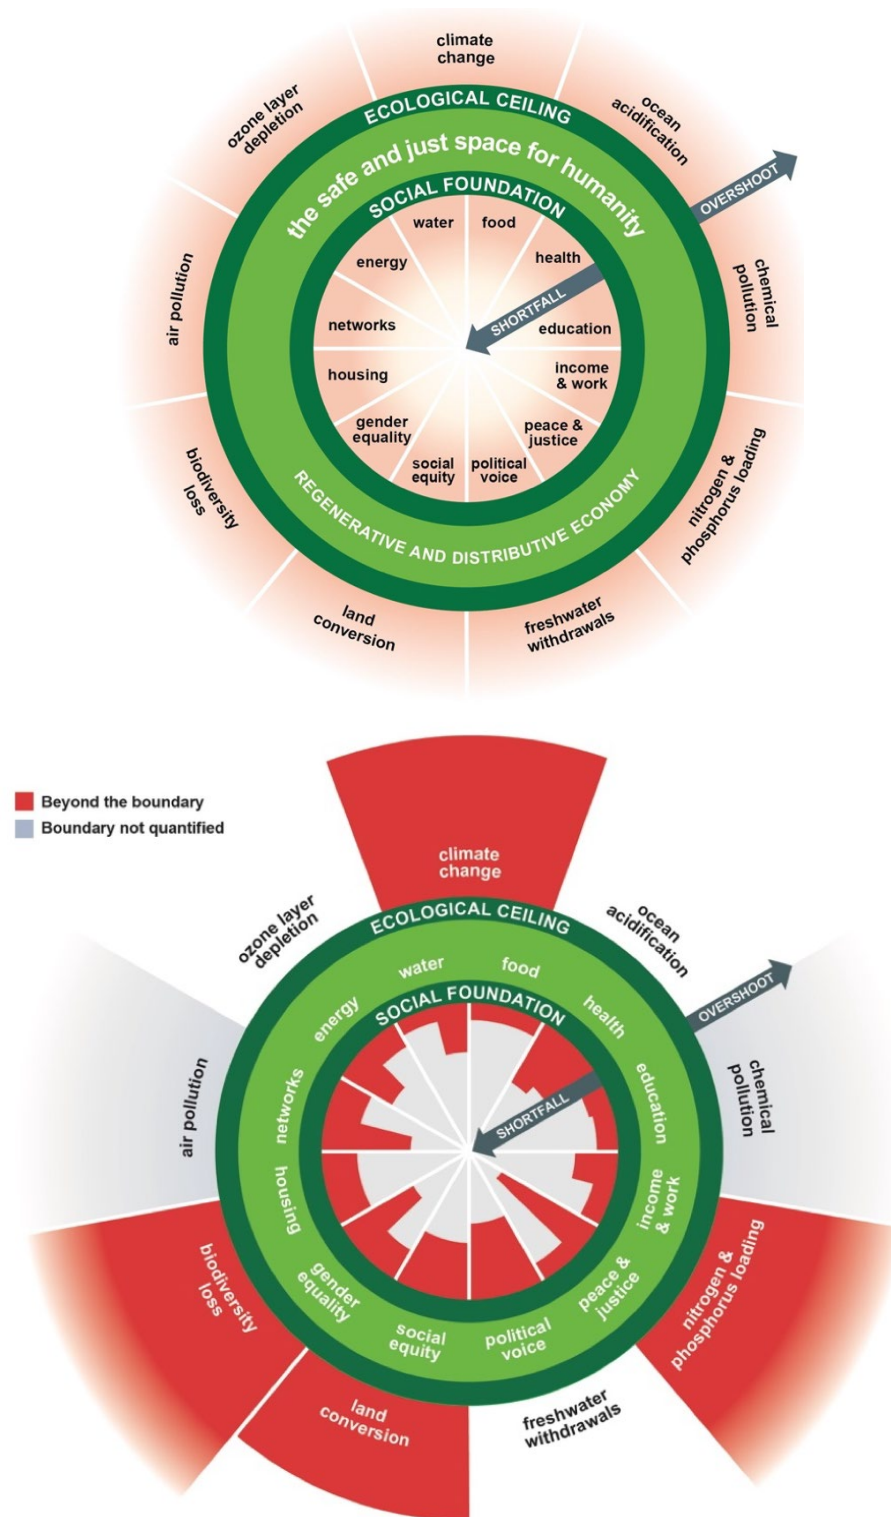 climate
change
ozone layer
depletion
ocean
acidification
ECOLOGICAL CEILING
the safe and just space for humanity
OVERSHOOT
SOCIAL FOUNDATION
water
food
energy
health
SHORTFALL
air pollution
chemical
pollution
networks
education
housing
income
& work
gender
equality
peace &
justice
social
equity
political
voice
biodiversity
loss
nitrogen &
phosphorus loading
REGENERATIVE AND DISTRIBUTIVE ECONOMY
land
conversion
freshwater
withdrawals
Beyond the boundary
Boundary not quantified
climate
change
ozone layer
depletion
ocean
acidification
ECOLOGICAL CEILING
OVERSHOOT
water
food
SOCIAL FOUNDATION
energy
health
SHORTFALL
air pollution
chemical
pollution
networks
education
housing
income
& work
biodiversity
loss
nitrogen &
phosphorus loading
gender
equality
peace &
justice
social
equity
political
voice
land
conversion
freshwater
withdrawals